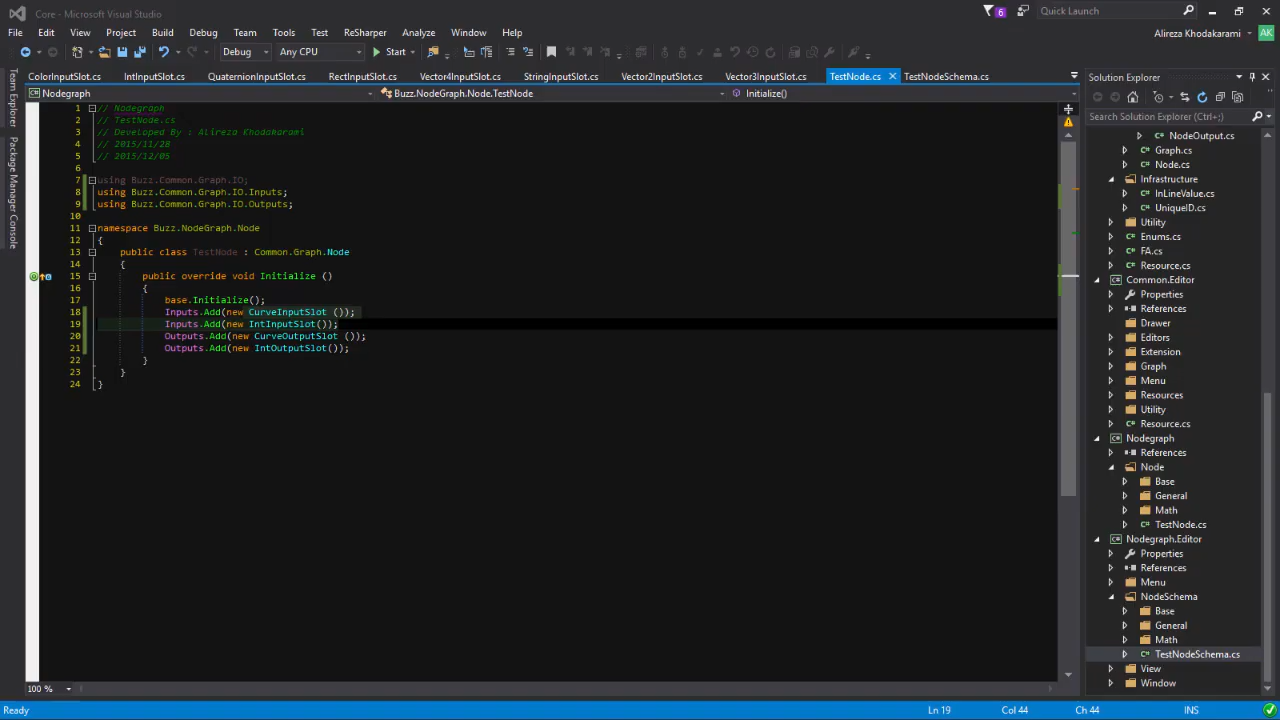 Core - Microsoft Visual Studio
6
Quick Launch
File Edit View Project Build Debug Team Tools Test ReSharper Analyze Window Help
Alireza Khodakarami AK
Debug Any CPU Start
ColorInputSlot.cs IntInputSlot.cs QuaternionInputSlot.cs RectInputSlot.cs Vector4InputSlot.cs StringInputSlot.cs Vector2InputSlot.cs Vector3InputSlot.cs TestNode.cs TestNodeSchema.cs
Nodegraph Buzz.NodeGraph.Node.TestNode Initialize()
Team Explorer
Package Manager Console
1 // Nodegraph
2 // TestNode.cs
3 // Developed By : Alireza Khodakarami
4 // 2015/11/28
5 // 2015/12/05
6
7 using Buzz.Common.Graph.IO;
8 using Buzz.Common.Graph.IO.Inputs;
9 using Buzz.Common.Graph.IO.Outputs;
10
11 namespace Buzz.NodeGraph.Node
12 {
13 public class TestNode : Common.Graph.Node
14 {
15 public override void Initialize ()
16 {
17 base.Initialize();
18 Inputs.Add(new CurveInputSlot ());
19 Inputs.Add(new IntInputSlot());
20 Outputs.Add(new CurveOutputSlot ());
21 Outputs.Add(new IntOutputSlot());
22 }
23 }
24 }
Solution Explorer
Search Solution Explorer (Ctrl+;)
NodeOutput.cs
Graph.cs
Node.cs
Infrastructure
InLineValue.cs
UniqueID.cs
Utility
Enums.cs
FA.cs
Resource.cs
Common.Editor
Properties
References
Drawer
Editors
Extension
Graph
Menu
Resources
Utility
Resource.cs
Nodegraph
References
Node
Base
General
Math
TestNode.cs
Nodegraph.Editor
Properties
References
Menu
NodeSchema
Base
General
Math
TestNodeSchema.cs
View
Window
100 %
Ready Ln 19 Col 44 Ch 44 INS